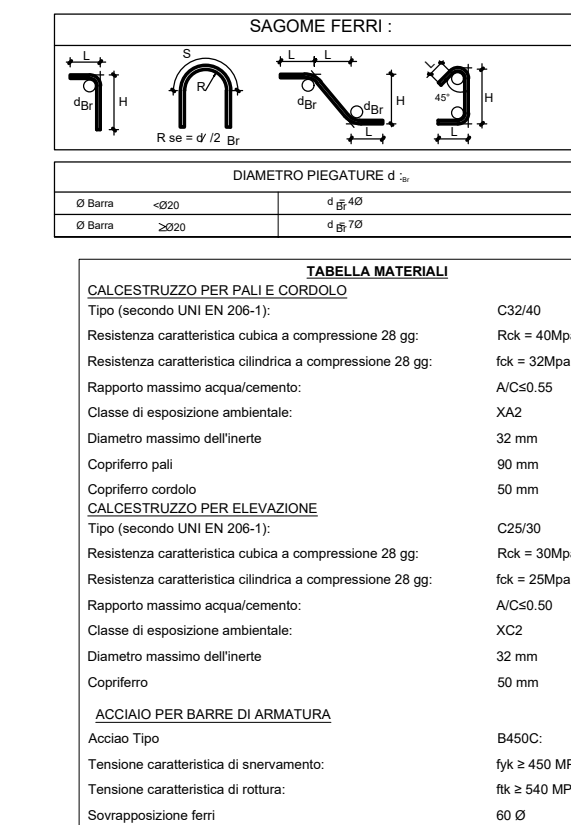 SAGOME FERRI :
L S L L L
R
dBr H dBr dBr H 45° H
R se = d /2 Br L L
DIAMETRO PIEGATURE d : Br
Ø Barra <Ø20 d Br = 4Ø
Ø Barra ≥Ø20 d Br = 7Ø
TABELLA MATERIALI
CALCESTRUZZO PER PALI E CORDOLO
Tipo (secondo UNI EN 206-1): C32/40
Resistenza caratteristica cubica a compressione 28 gg: Rck = 40Mpa
Resistenza caratteristica cilindrica a compressione 28 gg: fck = 32Mpa
Rapporto massimo acqua/cemento: A/C≤0.55
Classe di esposizione ambientale: XA2
Diametro massimo dell'inerte 32 mm
Copriferro pali 90 mm
Copriferro cordolo 50 mm
CALCESTRUZZO PER ELEVAZIONE
Tipo (secondo UNI EN 206-1): C25/30
Resistenza caratteristica cubica a compressione 28 gg: Rck = 30Mpa
Resistenza caratteristica cilindrica a compressione 28 gg: fck = 25Mpa
Rapporto massimo acqua/cemento: A/C≤0.50
Classe di esposizione ambientale: XC2
Diametro massimo dell'inerte 32 mm
Copriferro 50 mm
ACCIAIO PER BARRE DI ARMATURA
Acciao Tipo B450C:
Tensione caratteristica di snervamento: fyk ≥ 450 MP
Tensione caratteristica di rottura: ftk ≥ 540 MP
Sovrapposizione ferri 60 Ø